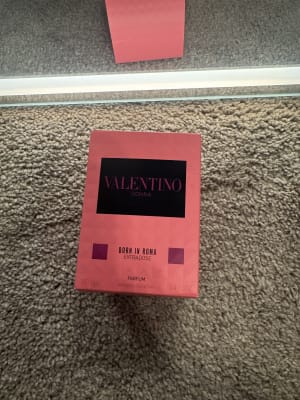 VALENTINO
DONNA
BORN IN ROMA
EXTRADOSE
PARFUM